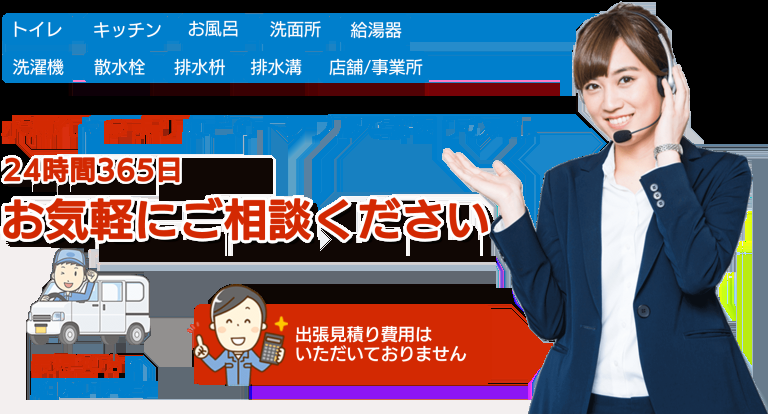 トイレ キッチン お風呂 洗面所 給湯器
洗濯機 散水栓 排水枡 排水溝 店舗/事業所
24時間365日
お気軽にご相談ください
出張見積り費用は
いただいておりません